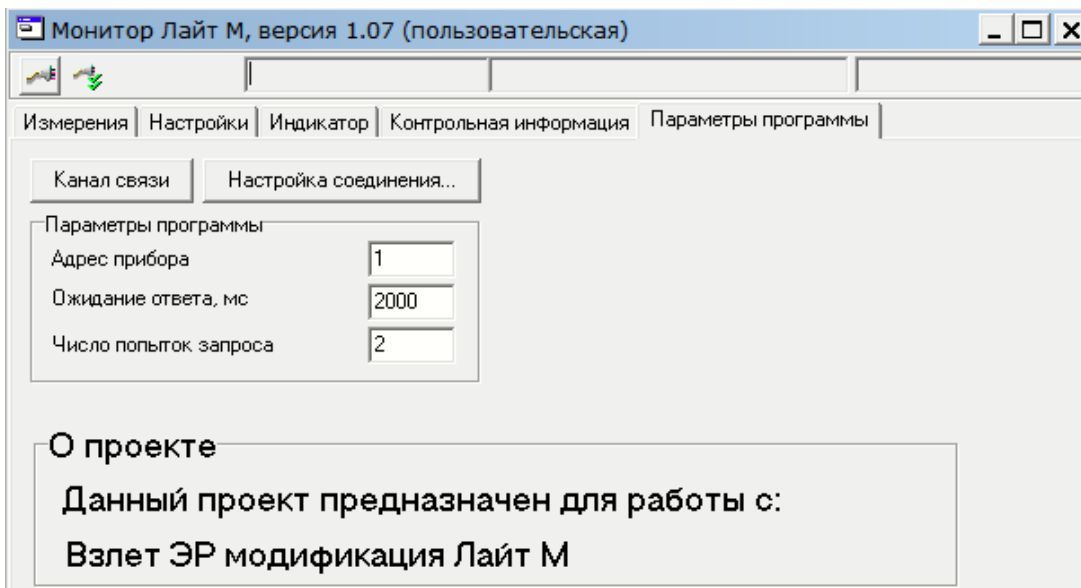 Монитор Лайт М, версия 1.07 (пользовательская)
Измерения Настройки Индикатор Контрольная информация Параметры программы
Канал связи Настройка соединения...
Параметры программы
Адрес прибора 1
Ожидание ответа, мс 2000
Число попыток запроса 2
О проекте
Данный проект предназначен для работы с:
Взлет ЭР модификация Лайт М